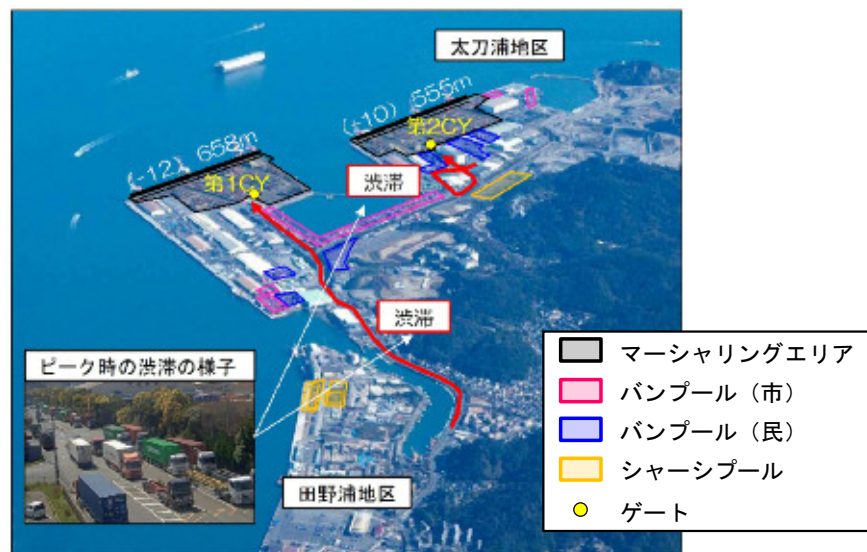 太刀浦地区
(-10) 555m
第2CY
(-12) 658m
第1CY
渋滞
渋滞
ピーク時の渋滞の様子
田野浦地区
マーシャリングエリア
バンプール（市）
バンプール（民）
シャーシプール
ゲート